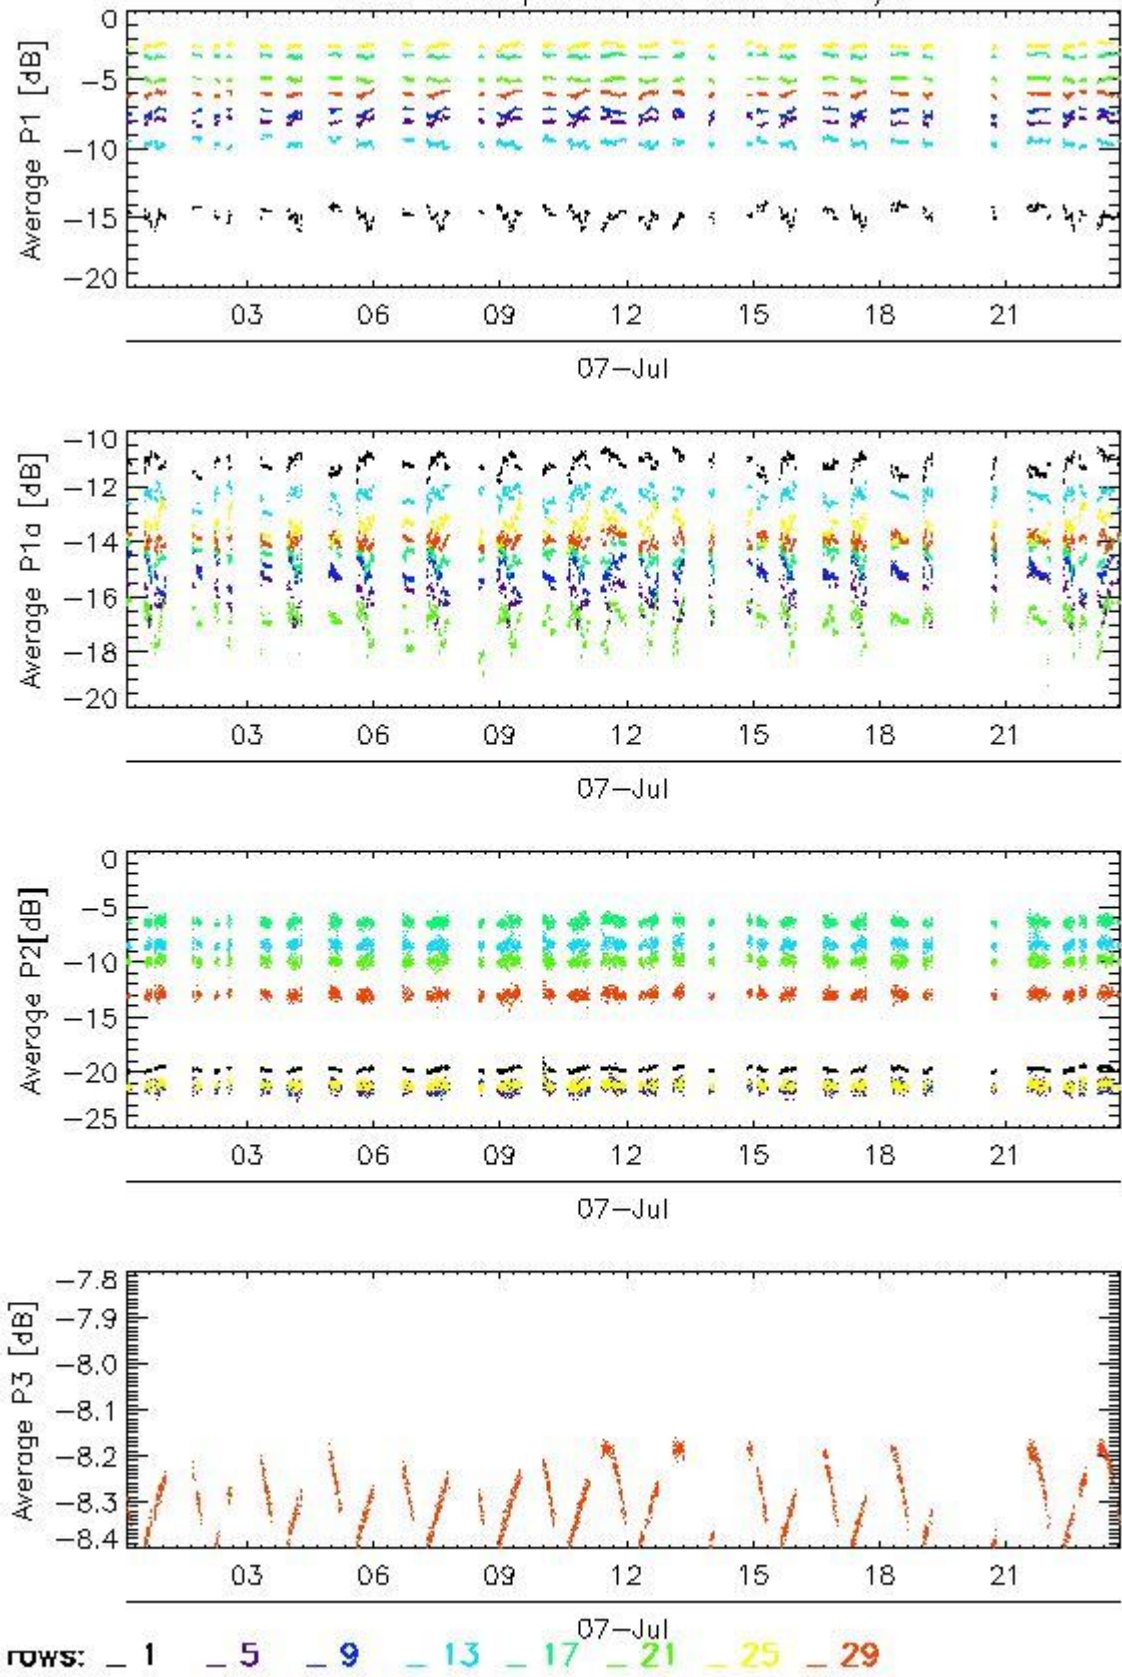 0
-5
-10
-15
-20
Average P1 [dB]
03 06 09 12 15 18 21
07-Jul
-10
-12
-14
-16
-18
-20
Average P1a [dB]
03 06 09 12 15 18 21
07-Jul
0
-5
-10
-15
-20
-25
Average P2[dB]
03 06 09 12 15 18 21
07-Jul
-7.8
-7.9
-8.0
-8.1
-8.2
-8.3
-8.4
Average P3 [dB]
03 06 09 12 15 18 21
07-Jul
rows: _ 1 _ 5 _ 9 _ 13 _ 17 _ 21 _ 25 _ 29